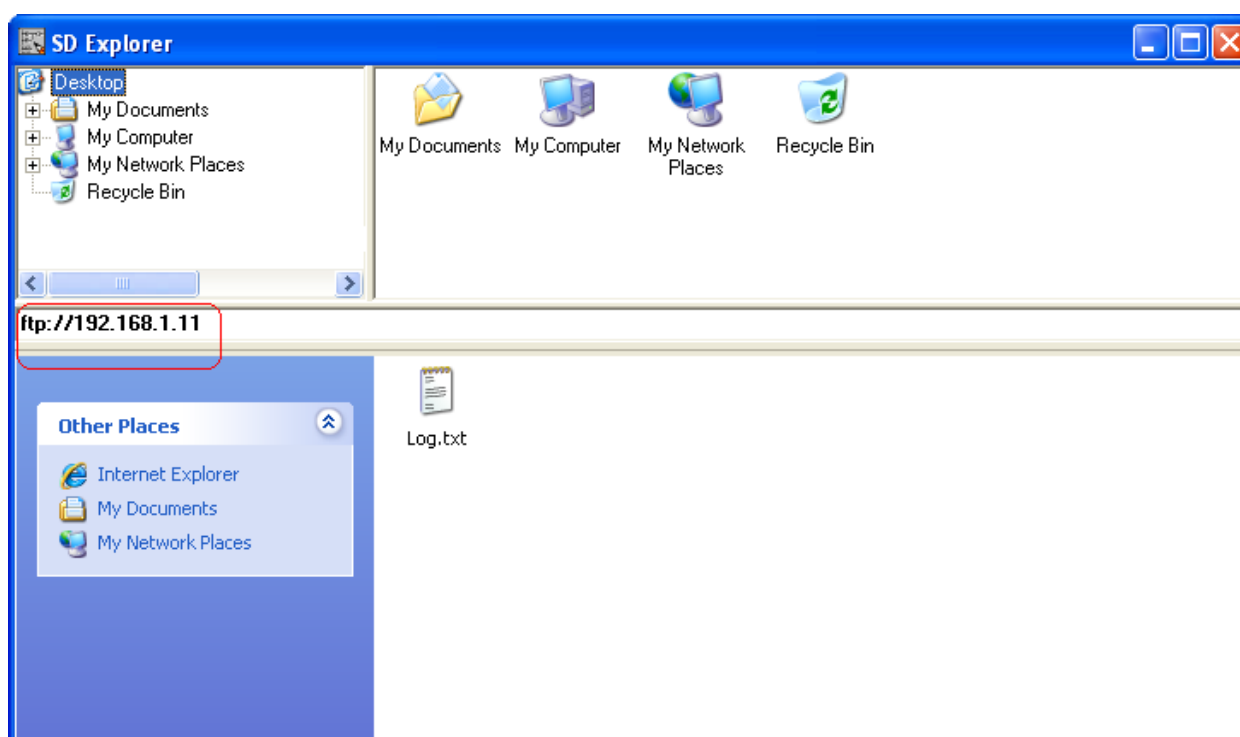 SD Explorer
Desktop
My Documents
My Computer
My Network Places
Recycle Bin
My Documents
My Computer
My Network
Places
Recycle Bin
ftp://192.168.1.11
Other Places
Internet Explorer
My Documents
My Network Places
Log.txt